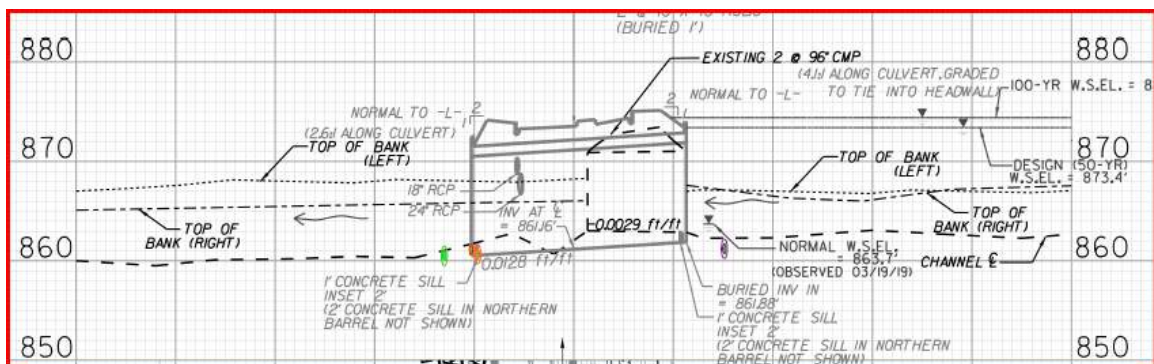 (BURIED 1')
880
880
EXISTING 2 @ 96" CMP
(4:1) ALONG CULVERT, GRADED
TO TIE INTO HEADWALL)
NORMAL TO -L-
100-YR W.S.EL. = 8
NORMAL TO -L-
2
1
2
1
(2.6:1 ALONG CULVERT)
TOP OF BANK
(LEFT)
870
870
TOP OF BANK
(LEFT)
DESIGN (50-YR)
W.S.EL. = 873.4'
18" RCP
24" RCP
INV AT ℄
= 861.16'
0.0029 ft/ft
TOP OF
BANK (RIGHT)
TOP OF
BANK (RIGHT)
860
860
NORMAL W.S.EL.
= 863.7'
(OBSERVED 03/19/19)
CHANNEL ℄
0.0128 ft/ft
1' CONCRETE SILL
INSET 2'
(2' CONCRETE SILL IN NORTHERN
BARREL NOT SHOWN)
BURIED INV IN
= 861.88'
1' CONCRETE SILL
INSET 2'
(2' CONCRETE SILL IN NORTHERN
BARREL NOT SHOWN)
850
850